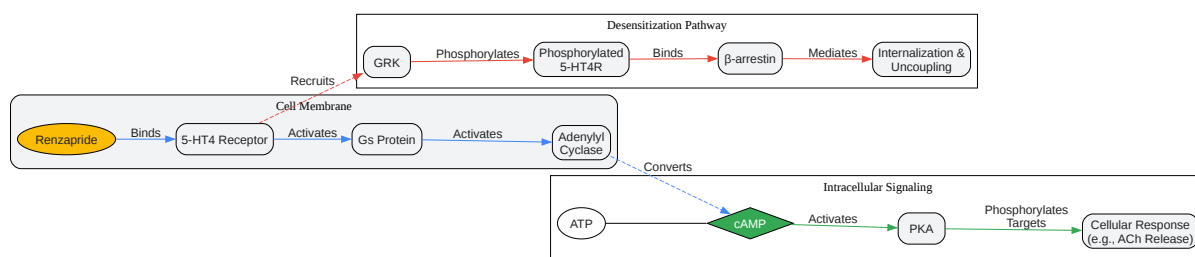 Desensitization Pathway
GRK
Phosphorylates
Phosphorylated
5-HT4R
Binds
β-arrestin
Mediates
Internalization &
Uncoupling
Recruits
Cell Membrane
Renzapride
Binds
5-HT4 Receptor
Activates
Gs Protein
Activates
Adenylyl
Cyclase
Converts
Intracellular Signaling
ATP
cAMP
Activates
PKA
Phosphorylates
Targets
Cellular Response
(e.g., ACh Release)